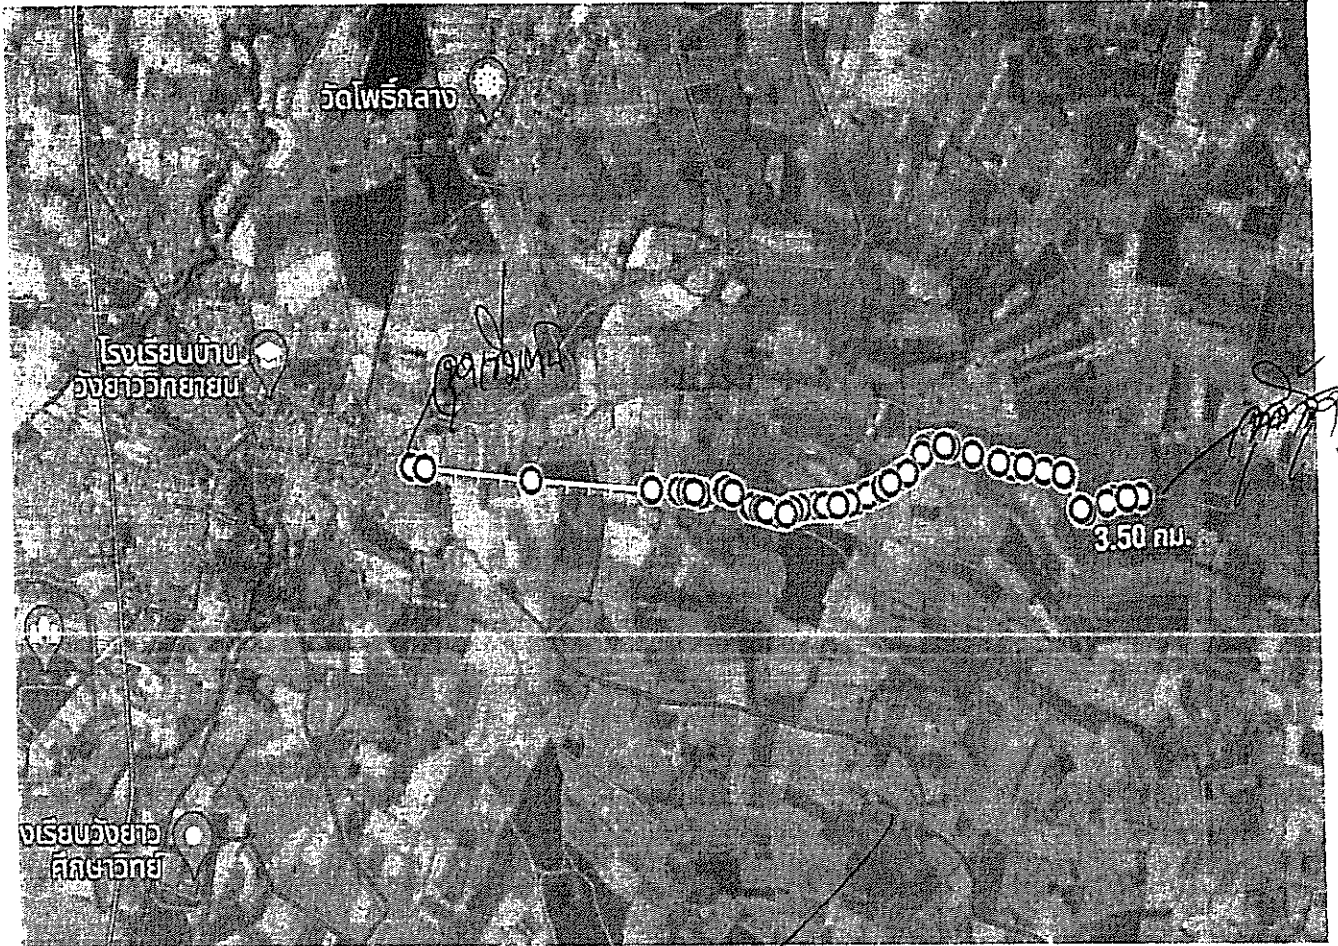 วัดโพธิ์กลาง
โรงเรียนบ้าน
วังยาววิทยายน
จุดเริ่มต้น
3.50 กม.
งเรียนวังยาว
ศึกษาวิทย์